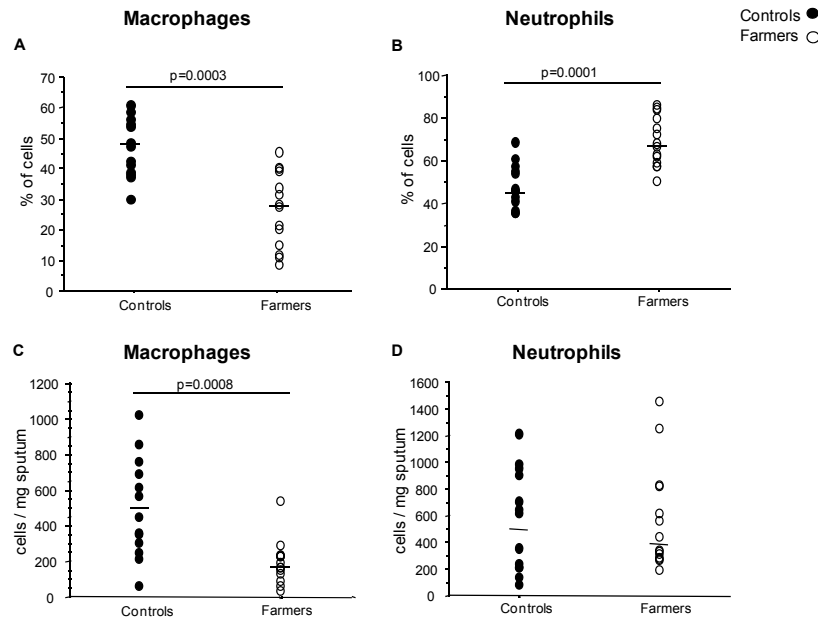 Macrophages
Neutrophils
Controls
Farmers
A
B
p=0.0003
p=0.0001
% of cells
70
60
50
40
30
20
10
0
Controls
Farmers
% of cells
100
80
60
40
20
0
Controls
Farmers
C
Macrophages
D
Neutrophils
p=0.0008
cells / mg sputum
1200
1000
800
600
400
200
0
Controls
Farmers
cells / mg sputum
1600
1400
1200
1000
800
600
400
200
0
Controls
Farmers